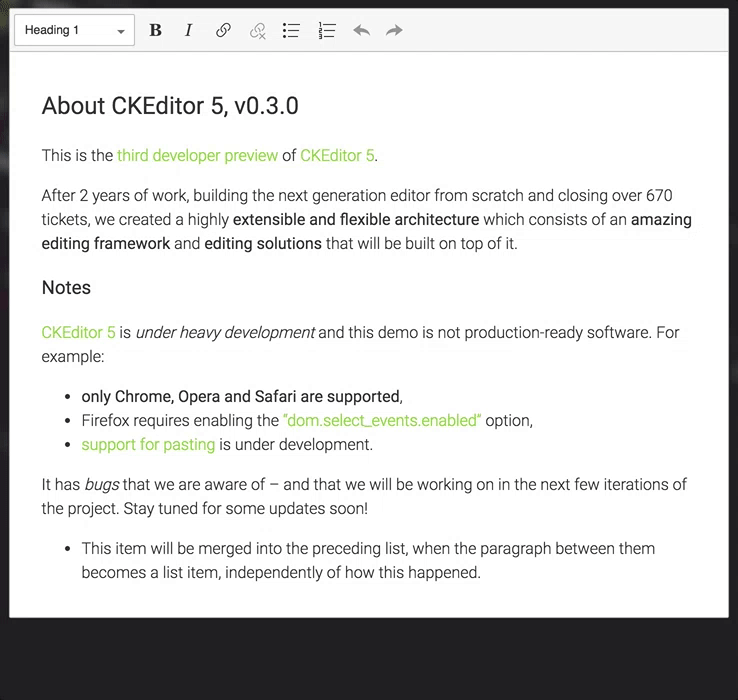 Heading 1 B I
About CKEditor 5, v0.3.0
This is the third developer preview of CKEditor 5.
After 2 years of work, building the next generation editor from scratch and closing over 670
tickets, we created a highly extensible and flexible architecture which consists of an amazing
editing framework and editing solutions that will be built on top of it.
Notes
CKEditor 5 is under heavy development and this demo is not production-ready software. For
example:
• only Chrome, Opera and Safari are supported,
• Firefox requires enabling the “dom.select_events.enabled“ option,
• support for pasting is under development.
It has bugs that we are aware of – and that we will be working on in the next few iterations of
the project. Stay tuned for some updates soon!
• This item will be merged into the preceding list, when the paragraph between them
becomes a list item, independently of how this happened.